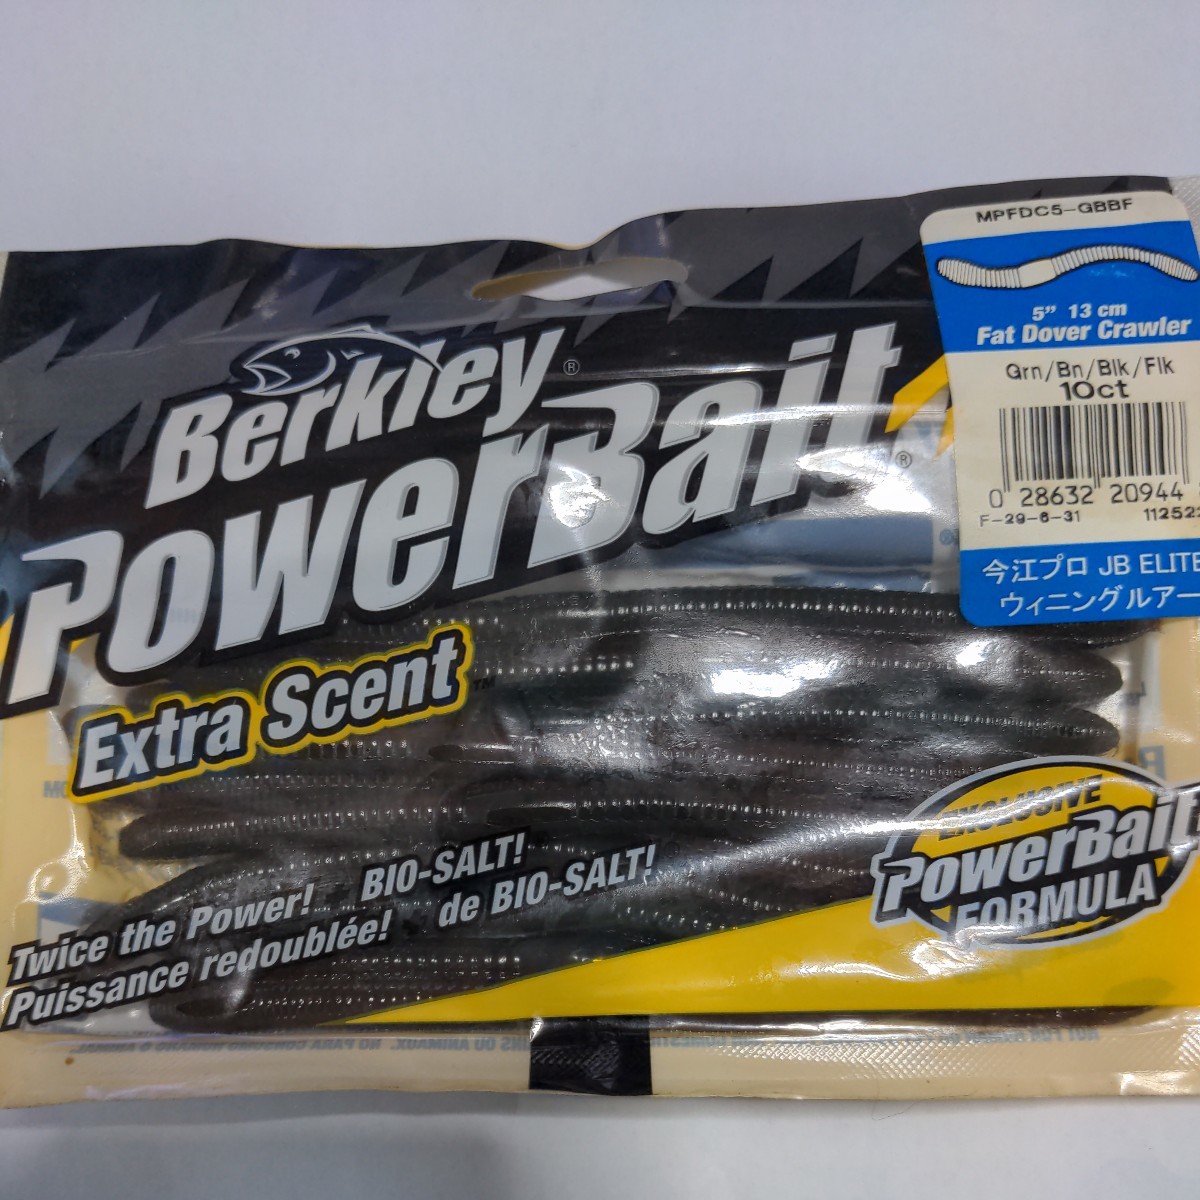 MPFDC5-GBBF
5" 13 cm
Fat Dover Crawler
Grn/Bn/Blk/Flk
10ct
0 28632 20944
F-29-6-31 112522
今江プロ JB ELITE
ウィニングルアー
Berkley®
PowerBait®
Extra Scent™
Twice the Power! BIO-SALT!
Puissance redoublée! de BIO-SALT!
EXCLUSIVE
PowerBait
FORMULA